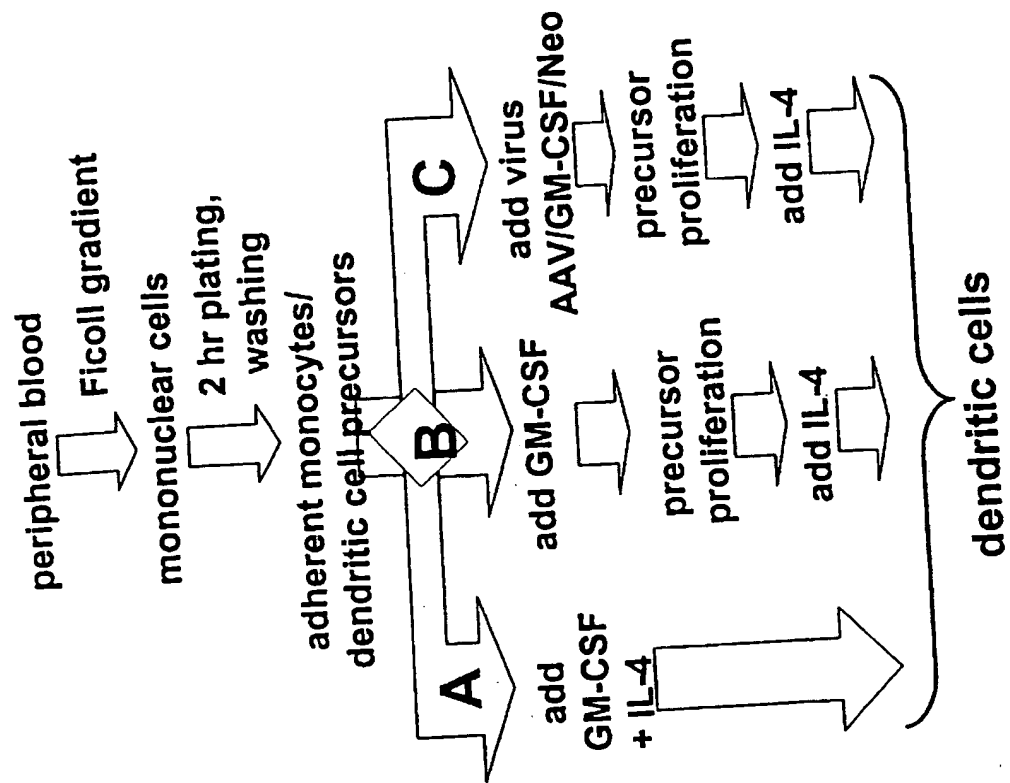 peripheral blood
Ficoll gradient
mononuclear cells
2 hr plating,
washing
adherent monocytes/
dendritic cell precursors
A
add
GM-CSF
+ IL-4
B
add GM-CSF
precursor
proliferation
add IL-4
C
add virus
AAV/GM-CSF/Neo
precursor
proliferation
add IL-4
dendritic cells